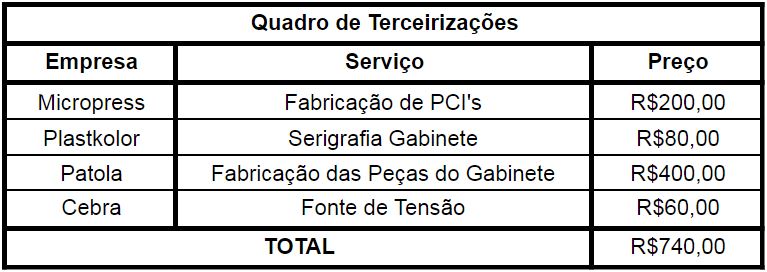 Quadro de Terceirizações
Empresa Serviço Preço
Micropress Fabricação de PCI's R$200,00
Plastkolor Serigrafia Gabinete R$80,00
Patola Fabricação das Peças do Gabinete R$400,00
Cebra Fonte de Tensão R$60,00
TOTAL R$740,00